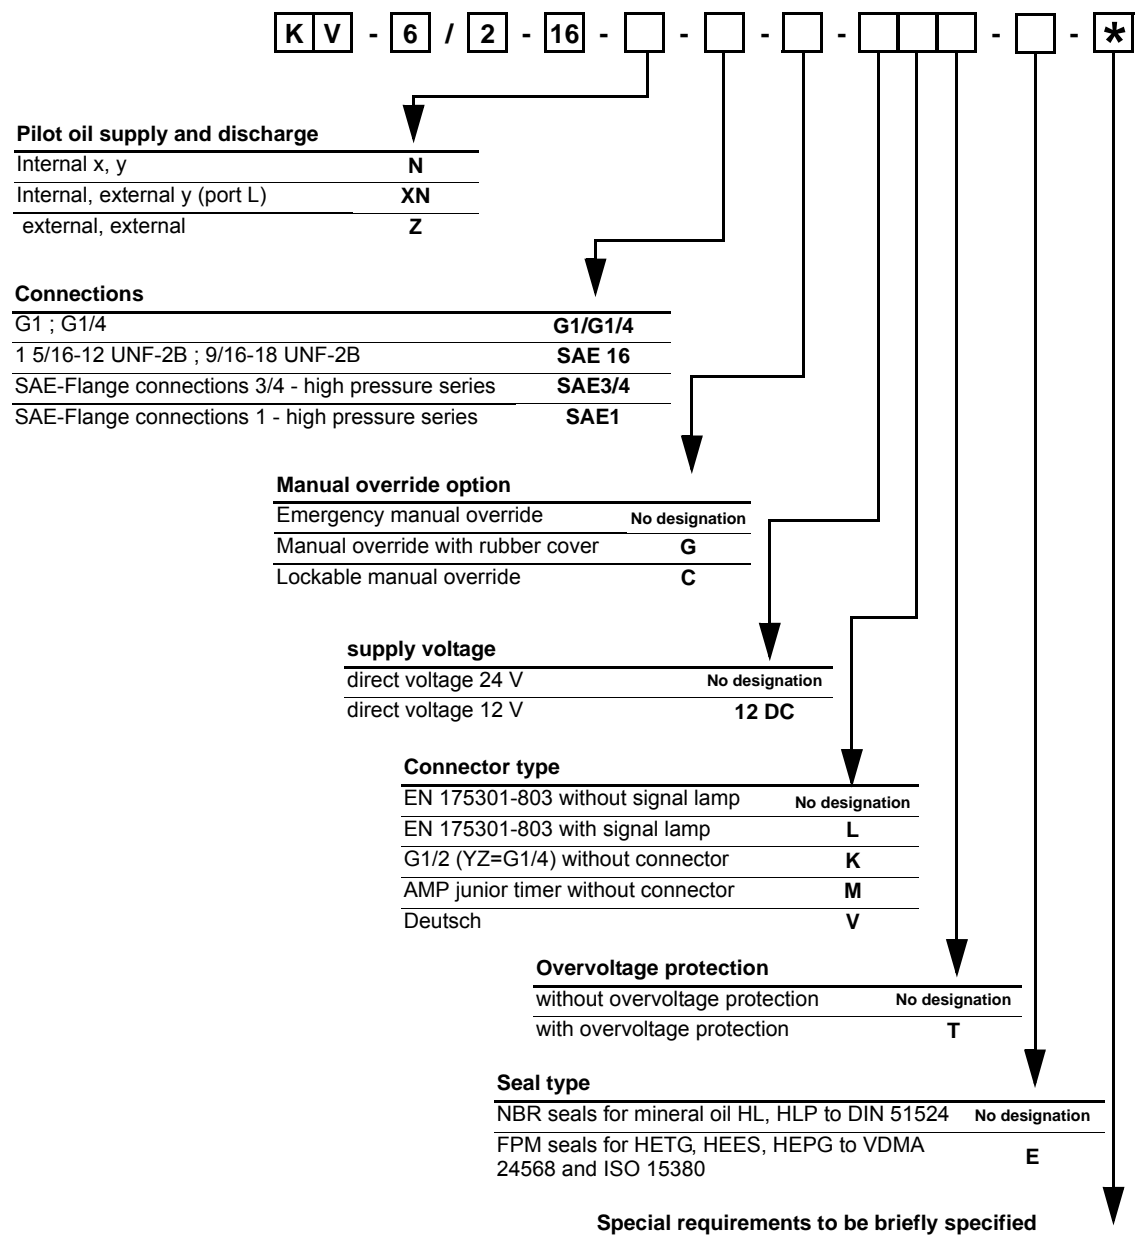 K V - 6 / 2 - 16 - - - - - - *
Pilot oil supply and discharge
Internal x, y N
Internal, external y (port L) XN
external, external Z
Connections
G1 ; G1/4 G1/G1/4
1 5/16-12 UNF-2B ; 9/16-18 UNF-2B SAE 16
SAE-Flange connections 3/4 - high pressure series SAE3/4
SAE-Flange connections 1 - high pressure series SAE1
Manual override option
Emergency manual override No designation
Manual override with rubber cover G
Lockable manual override C
supply voltage
direct voltage 24 V No designation
direct voltage 12 V 12 DC
Connector type
EN 175301-803 without signal lamp No designation
EN 175301-803 with signal lamp L
G1/2 (YZ=G1/4) without connector K
AMP junior timer without connector M
Deutsch V
Overvoltage protection
without overvoltage protection No designation
with overvoltage protection T
Seal type
NBR seals for mineral oil HL, HLP to DIN 51524 No designation
FPM seals for HETG, HEES, HEPG to VDMA
24568 and ISO 15380 E
Special requirements to be briefly specified